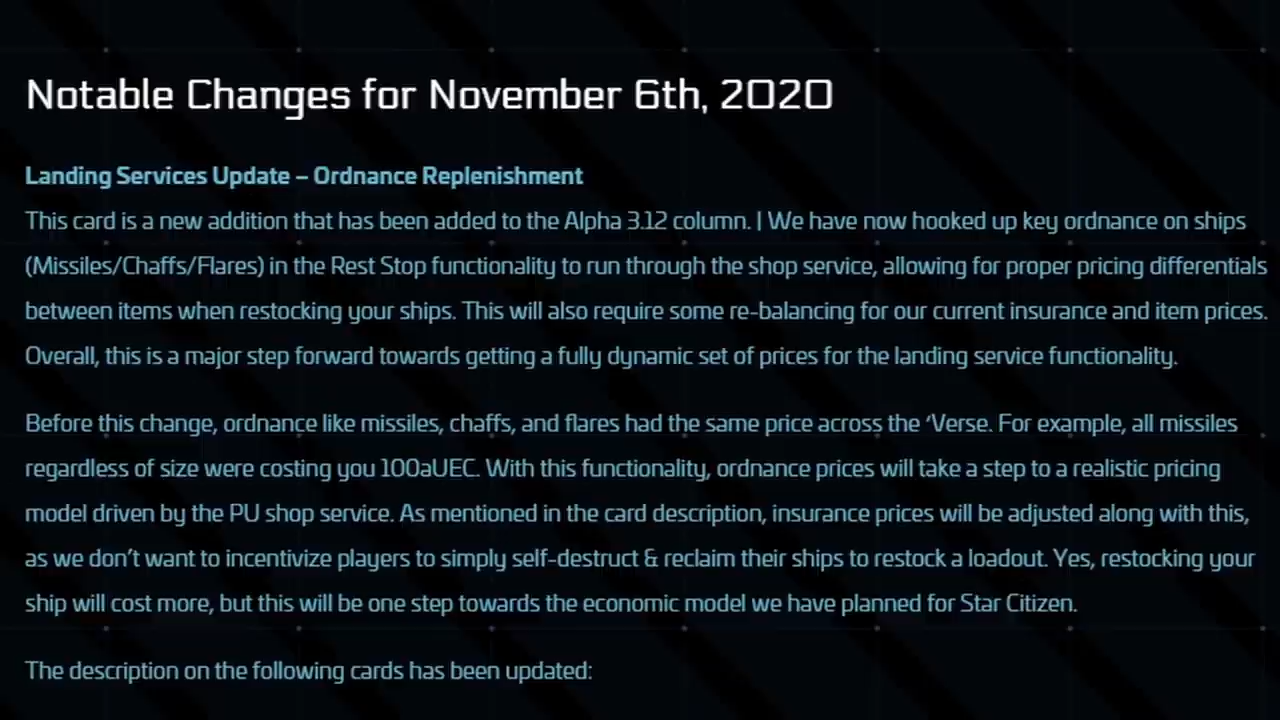 Notable Changes for November 6th, 2020
Landing Services Update – Ordnance Replenishment
This card is a new addition that has been added to the Alpha 3.12 column. | We have now hooked up key ordnance on ships
(Missiles/Chaffs/Flares) in the Rest Stop functionality to run through the shop service, allowing for proper pricing differentials
between items when restocking your ships. This will also require some re-balancing for our current insurance and item prices.
Overall, this is a major step forward towards getting a fully dynamic set of prices for the landing service functionality.
Before this change, ordnance like missiles, chaffs, and flares had the same price across the ‘Verse. For example, all missiles
regardless of size were costing you 100aUEC. With this functionality, ordnance prices will take a step to a realistic pricing
model driven by the PU shop service. As mentioned in the card description, insurance prices will be adjusted along with this,
as we don’t want to incentivize players to simply self-destruct & reclaim their ships to restock a loadout. Yes, restocking your
ship will cost more, but this will be one step towards the economic model we have planned for Star Citizen.
The description on the following cards has been updated: